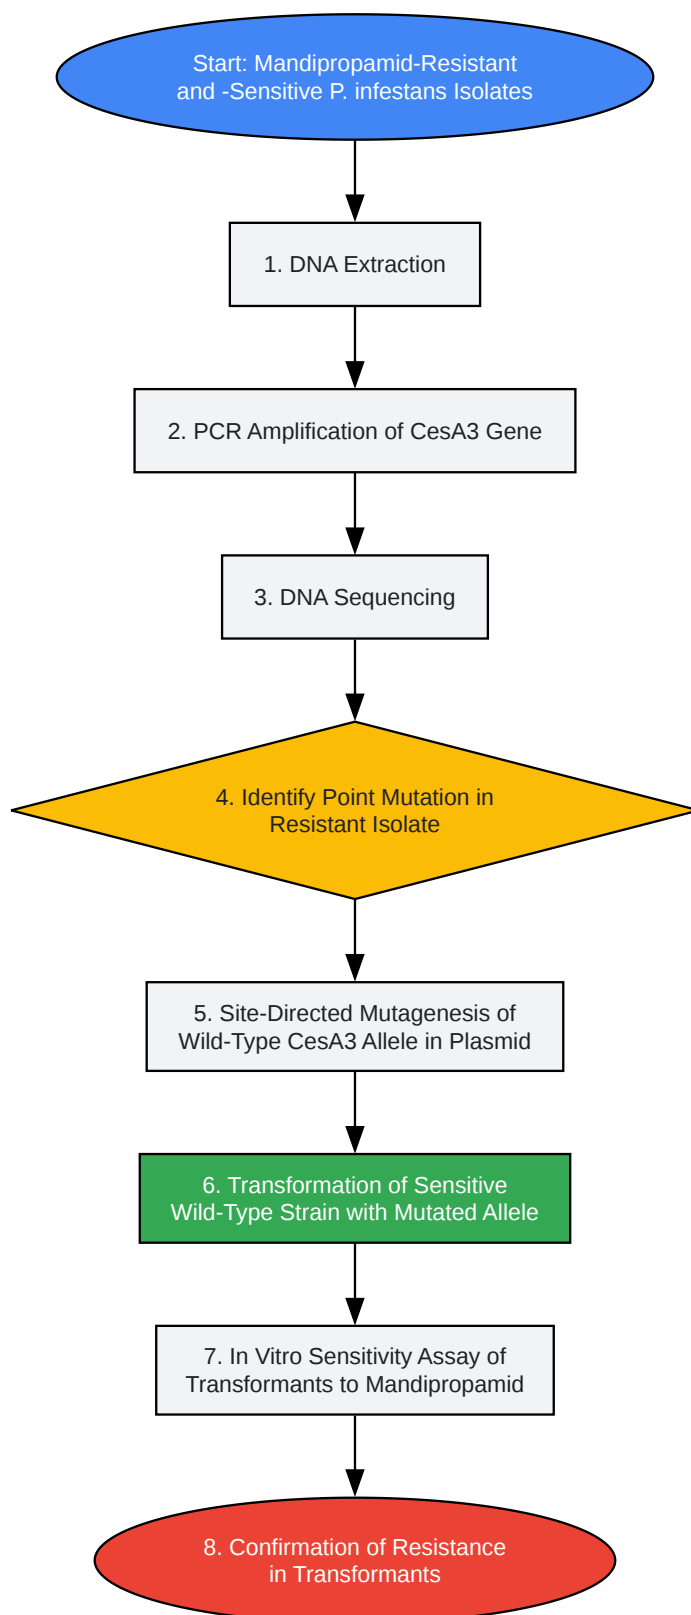 Start: Mandipropamid-Resistant
and -Sensitive P. infestans Isolates
1. DNA Extraction
2. PCR Amplification of CesA3 Gene
3. DNA Sequencing
4. Identify Point Mutation in
Resistant Isolate
5. Site-Directed Mutagenesis of
Wild-Type CesA3 Allele in Plasmid
6. Transformation of Sensitive
Wild-Type Strain with Mutated Allele
7. In Vitro Sensitivity Assay of
Transformants to Mandipropamid
8. Confirmation of Resistance
in Transformants